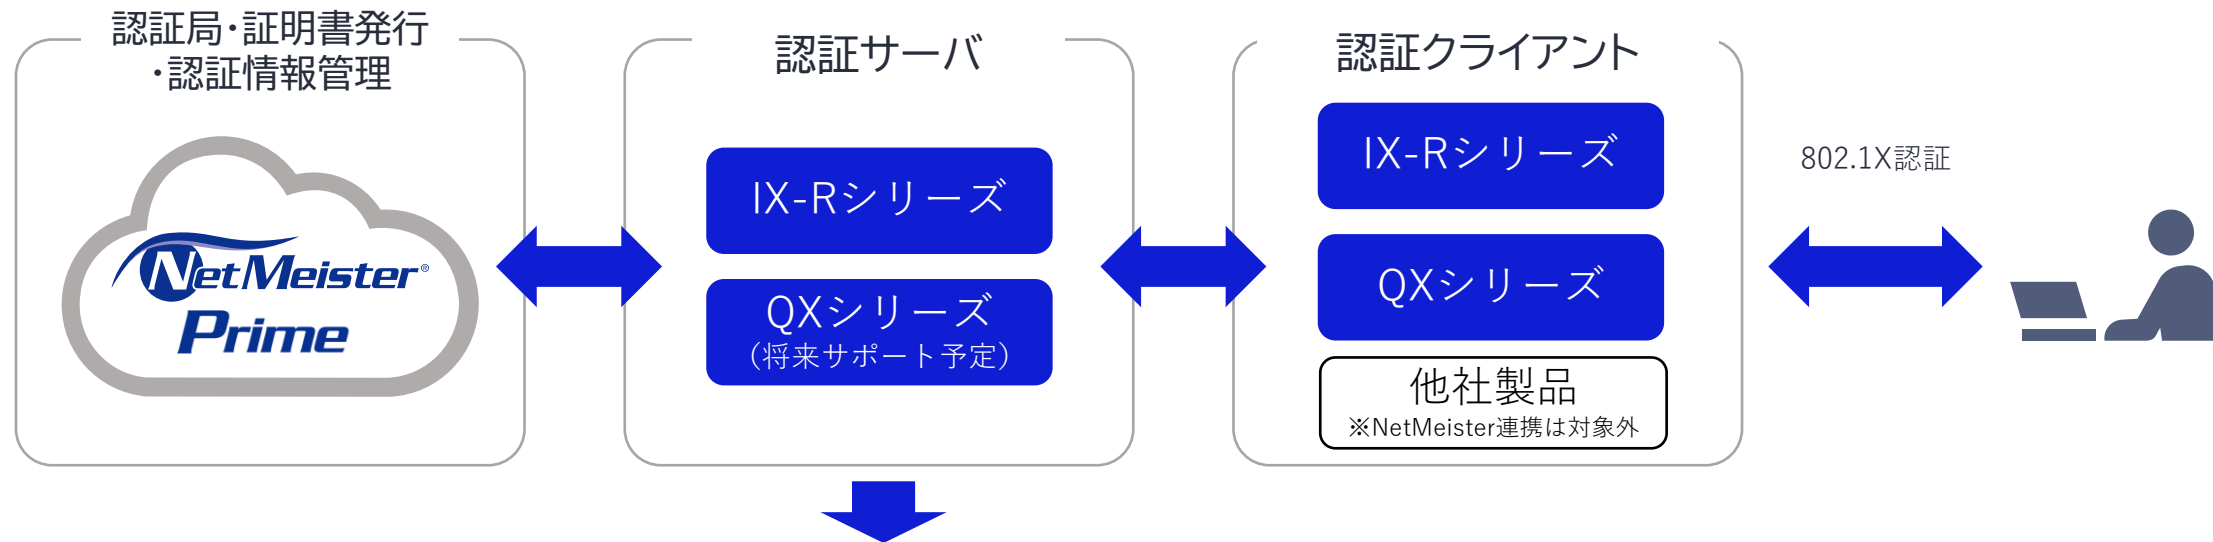 認証局・証明書発行
・認証情報管理
NetMeister®
Prime
認証サーバ
IX-Rシリーズ
QXシリーズ
（将来サポート予定）
認証クライアント
IX-Rシリーズ
QXシリーズ
他社製品
※NetMeister連携は対象外
802.1X認証